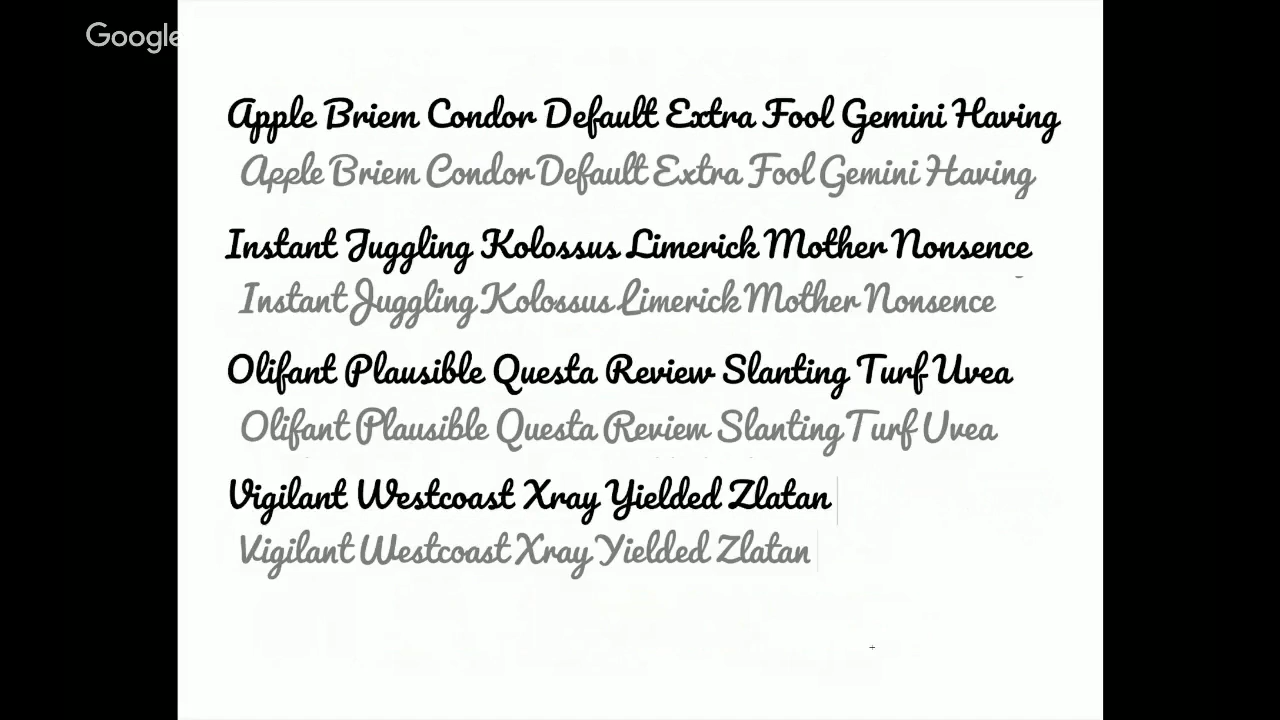 Google
Apple Briem Condor Default Extra Fool Gemini Having
Apple Briem Condor Default Extra Fool Gemini Having
Instant Juggling Kolossus Limerick Mother Nonsence
Instant Juggling Kolossus Limerick Mother Nonsence
Olifant Plausible Questa Review Slanting Turf Uvea
Olifant Plausible Questa Review Slanting Turf Uvea
Vigilant Westcoast Xray Yielded Zlatan
Vigilant Westcoast Xray Yielded Zlatan